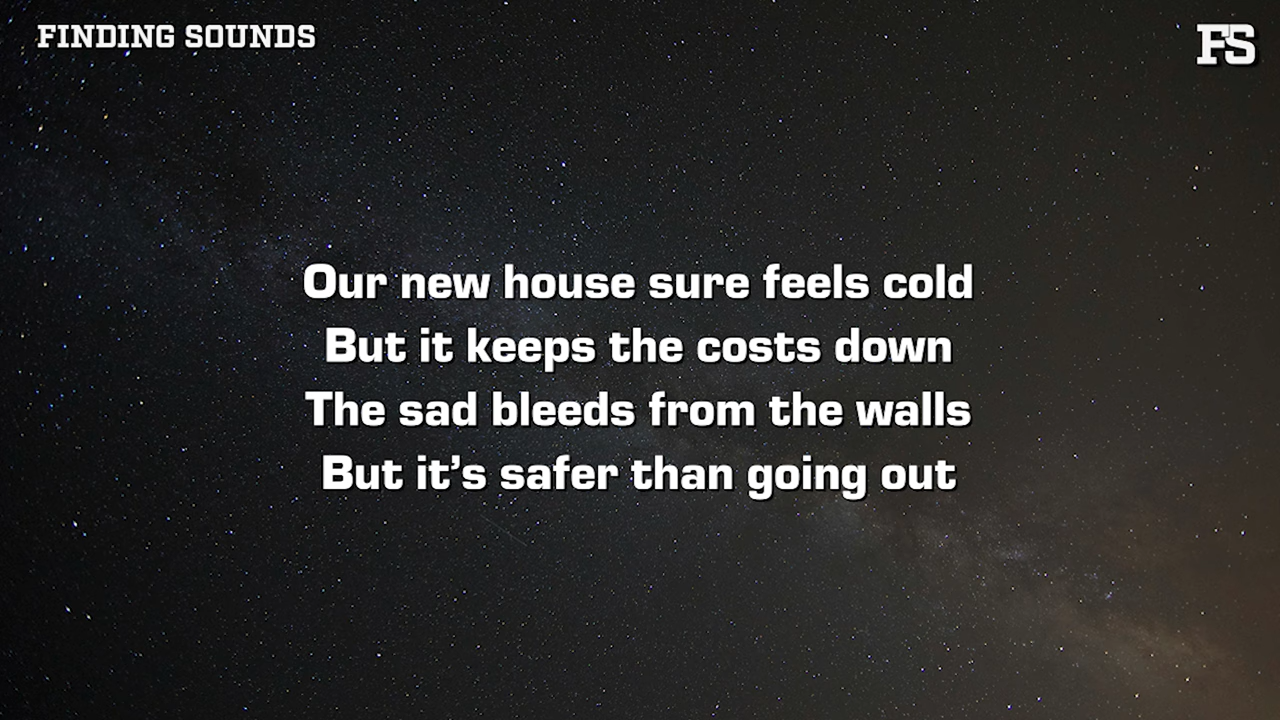 FINDING SOUNDS
FS
Our new house sure feels cold
But it keeps the costs down
The sad bleeds from the walls
But it’s safer than going out